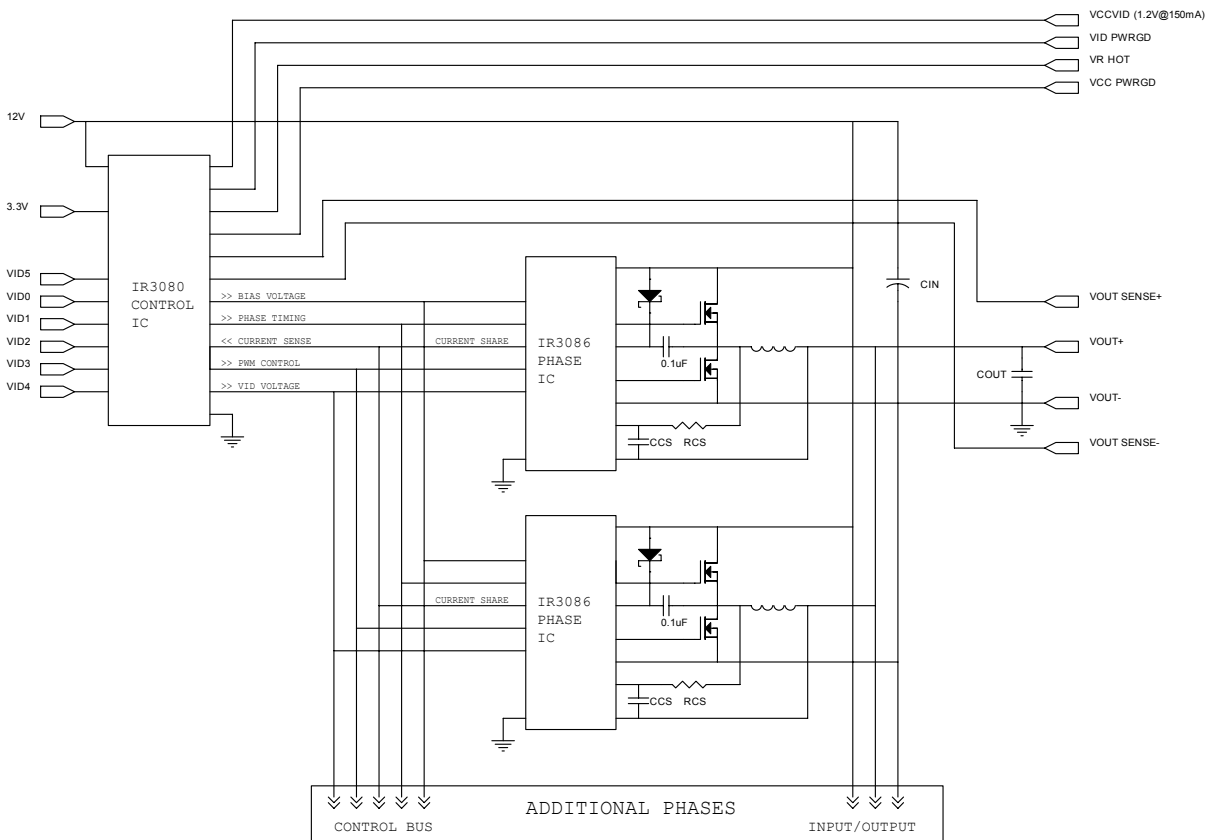 VCCVID (1.2V@150mA)
VID PWRGD
VR HOT
VCC PWRGD
12V
3.3V
VID5
VID0
VID1
VID2
VID3
VID4
IR3080
CONTROL
IC
>> BIAS VOLTAGE
>> PHASE TIMING
<< CURRENT SENSE
>> PWM CONTROL
>> VID VOLTAGE
CURRENT SHARE
IR3086
PHASE
IC
0.1uF
CCS RCS
CIN
VOUT SENSE+
VOUT+
COUT
VOUT-
VOUT SENSE-
CURRENT SHARE
IR3086
PHASE
IC
0.1uF
CCS RCS
ADDITIONAL PHASES
CONTROL BUS
INPUT/OUTPUT